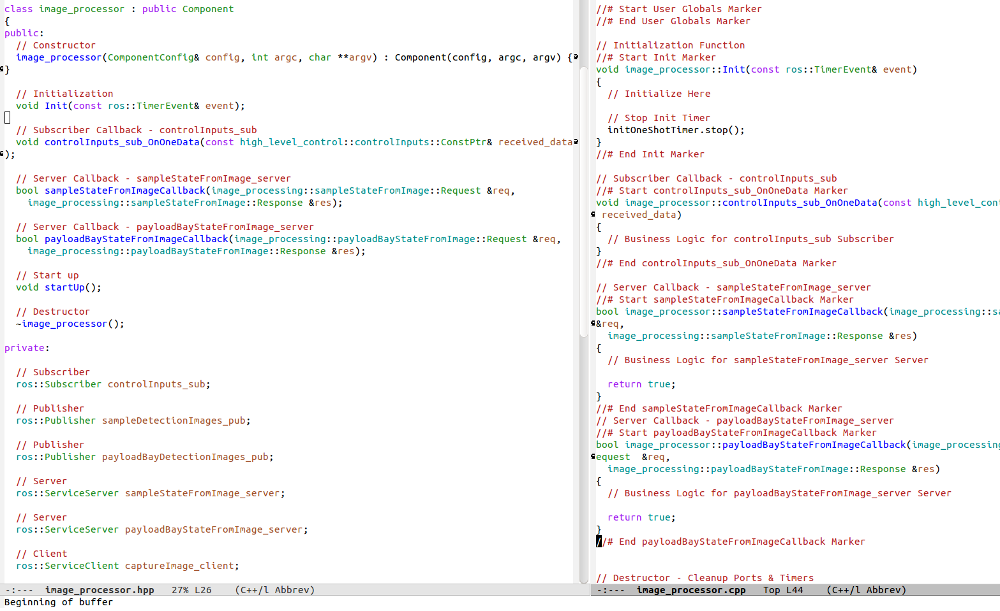 class image_processor : public Component
{
public:
  // Constructor
  image_processor(ComponentConfig& config, int argc, char **argv) : Component(config, argc, argv) {
}

  // Initialization
  void Init(const ros::TimerEvent& event);

  // Subscriber Callback - controlInputs_sub
  void controlInputs_sub_OnOneData(const high_level_control::controlInputs::ConstPtr& received_data
);

  // Server Callback - sampleStateFromImage_server
  bool sampleStateFromImageCallback(image_processing::sampleStateFromImage::Request &req,
    image_processing::sampleStateFromImage::Response &res);

  // Server Callback - payloadBayStateFromImage_server
  bool payloadBayStateFromImageCallback(image_processing::payloadBayStateFromImage::Request &req,
    image_processing::payloadBayStateFromImage::Response &res);

  // Start up
  void startUp();

  // Destructor
  ~image_processor();

private:

  // Subscriber
  ros::Subscriber controlInputs_sub;

  // Publisher
  ros::Publisher sampleDetectionImages_pub;

  // Publisher
  ros::Publisher payloadBayDetectionImages_pub;

  // Server
  ros::ServiceServer sampleStateFromImage_server;

  // Server
  ros::ServiceServer payloadBayStateFromImage_server;

  // Client
  ros::ServiceClient captureImage_client;

-:---  image_processor.hpp   27% L26    (C++/l Abbrev)
Beginning of buffer

//# Start User Globals Marker
//# End User Globals Marker

// Initialization Function
//# Start Init Marker
void image_processor::Init(const ros::TimerEvent& event)
{
  // Initialize Here

  // Stop Init Timer
  initOneShotTimer.stop();
}
//# End Init Marker

// Subscriber Callback - controlInputs_sub
//# Start controlInputs_sub_OnOneData Marker
void image_processor::controlInputs_sub_OnOneData(const high_level_con
 received_data)
{
  // Business Logic for controlInputs_sub Subscriber
}
//# End controlInputs_sub_OnOneData Marker

// Server Callback - sampleStateFromImage_server
//# Start sampleStateFromImageCallback Marker
bool image_processor::sampleStateFromImageCallback(image_processing::sa
&req,
  image_processing::sampleStateFromImage::Response &res)
{
  // Business Logic for sampleStateFromImage_server Server

  return true;
}
//# End sampleStateFromImageCallback Marker
// Server Callback - payloadBayStateFromImage_server
//# Start payloadBayStateFromImageCallback Marker
bool image_processor::payloadBayStateFromImageCallback(image_processing
equest  &req,
  image_processing::payloadBayStateFromImage::Response &res)
{
  // Business Logic for payloadBayStateFromImage_server Server

  return true;
}
//# End payloadBayStateFromImageCallback Marker


// Destructor - Cleanup Ports & Timers
-:---  image_processor.cpp   Top L44    (C++/l Abbrev)